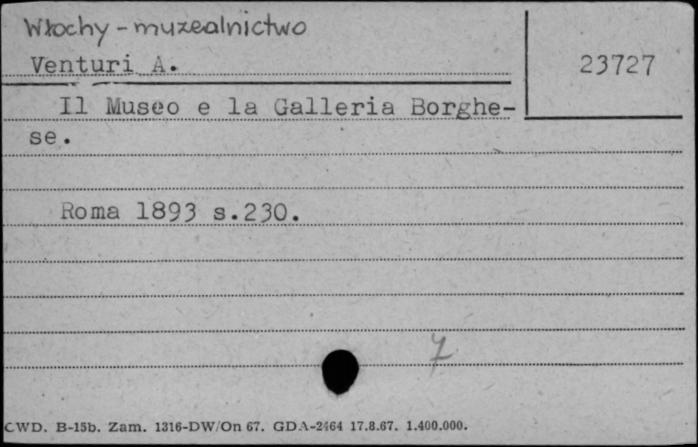 Włochy - muzealnictwo
Venturi A.
23727
Il Museo e la Galleria Borghe-
se.
Roma 1893 s.230.
7
CWD. B-15b. Zam. 1316-DW/On 67. GDA-2464 17.8.67. 1.400.000.